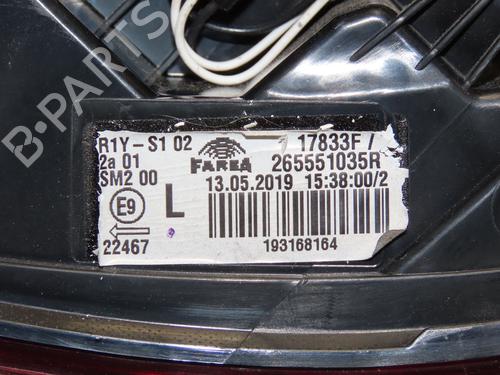 R1Y-S1 02
2a 01
SM2 00
E9
22467
L
FARBA
17833F /
265551035R
13.05.2019 15:38:00/2
193168164
B-PARTS